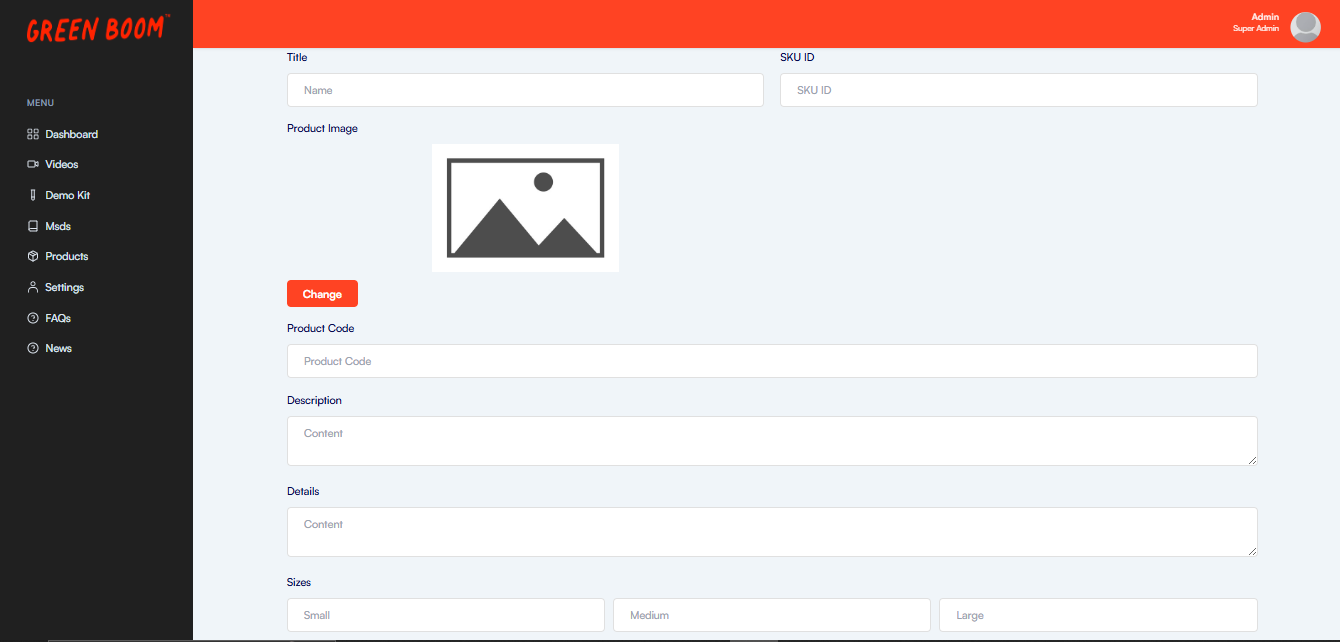 GREEN BOOM™
Admin
Super Admin
MENU
Dashboard
Videos
Demo Kit
Msds
Products
Settings
FAQs
News
Title
SKU ID
Name
SKU ID
Product Image
Change
Product Code
Product Code
Description
Content
Details
Content
Sizes
Small
Medium
Large